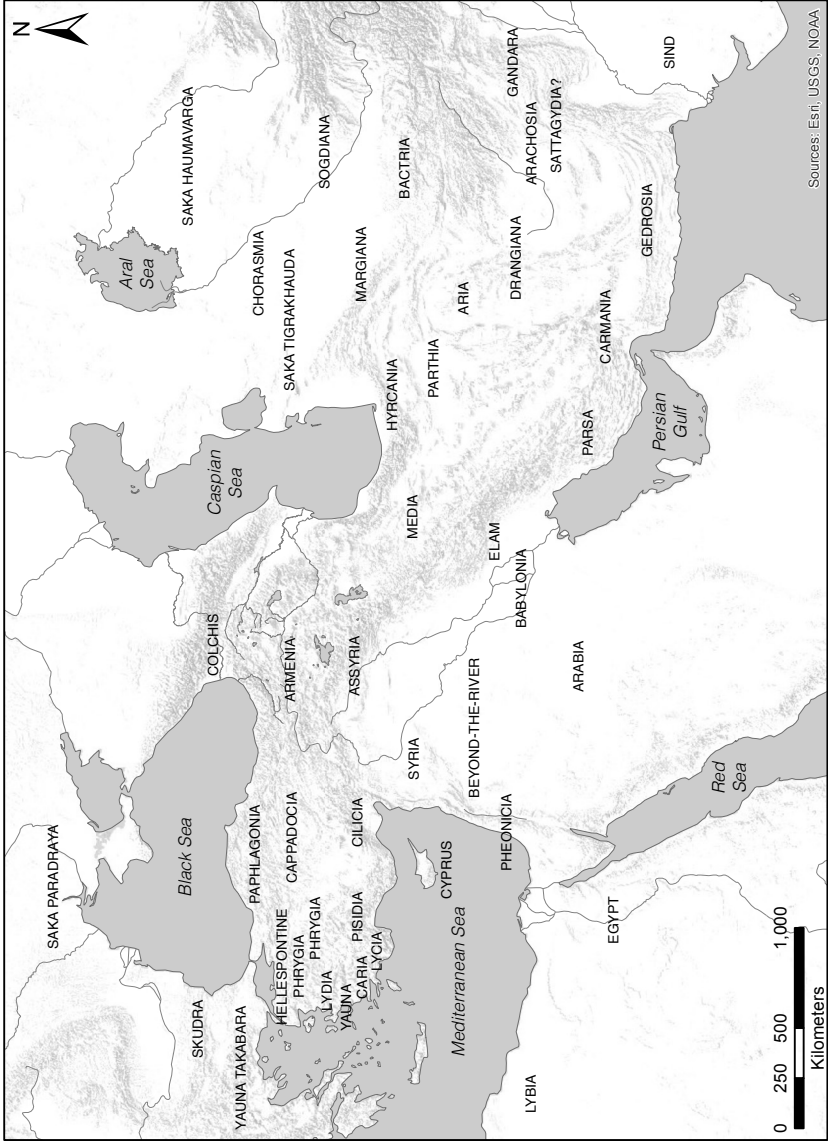 N
SAKA PARADRAYA
SKUDRA
YAUNA TAKABARA
Black Sea
COLCHIS
Caspian
Sea
Aral
Sea
SAKA HAUMAVARGA
CHORASMIA
SAKA TIGRAKHAUDA
SOGDIANA
MARGIANA
BACTRIA
PAPHLAGONIA
HELLESPONTINE
PHRYGIA
PHRYGIA
CAPPADOCIA
ARMENIA
LYDIA
YAUNA
CARIA
LYCIA
PISIDIA
CILICIA
ASSYRIA
HYRCANIA
PARTHIA
MEDIA
ARIA
SYRIA
CYPRUS
Mediterranean Sea
BEYOND-THE-RIVER
PHEONICIA
ELAM
BABYLONIA
DRANGIANA
ARACHOSIA
SATTAGYDIA?
GANDARA
LYBIA
EGYPT
ARABIA
PARSA
CARMANIA
GEDROSIA
SIND
Persian
Gulf
Red
Sea
0 250 500 1,000
Kilometers
Sources: Esri, USGS, NOAA